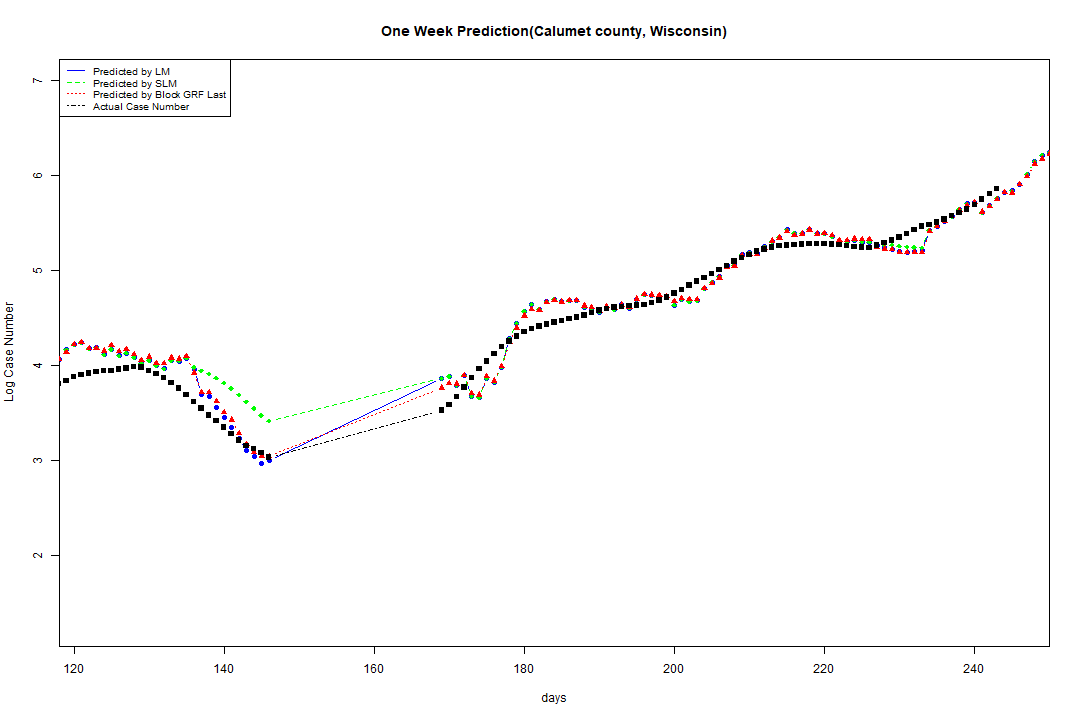 One Week Prediction(Calumet county, Wisconsin)
Predicted by LM
Predicted by SLM
Predicted by Block GRF Last
Actual Case Number
7
6
5
4
3
2
Log Case Number
120 140 160 180 200 220 240
days